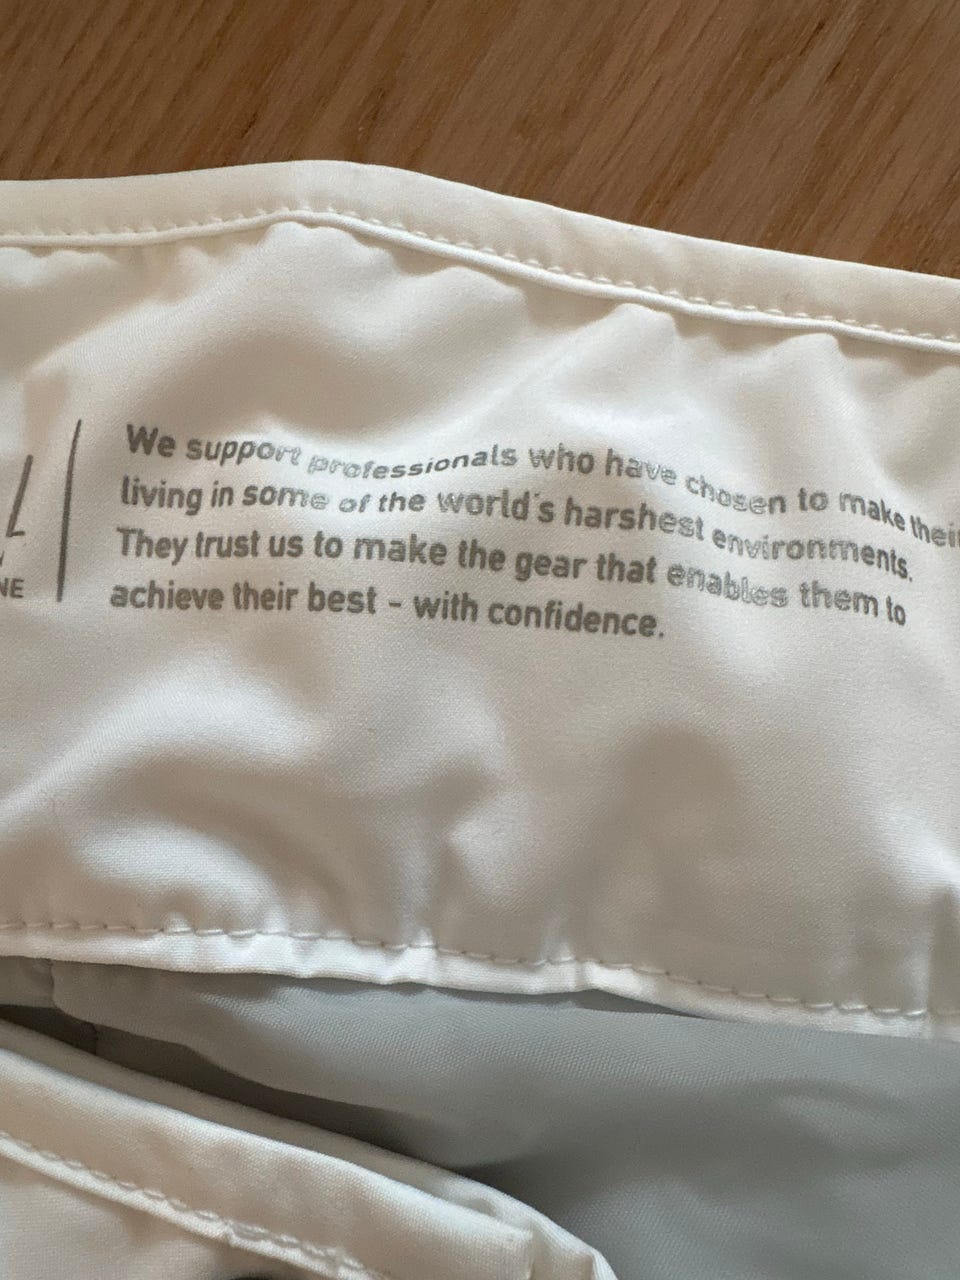 We support professionals who have chosen to make their
living in some of the world's harshest environments.
They trust us to make the gear that enables them to
achieve their best - with confidence.
L
NE